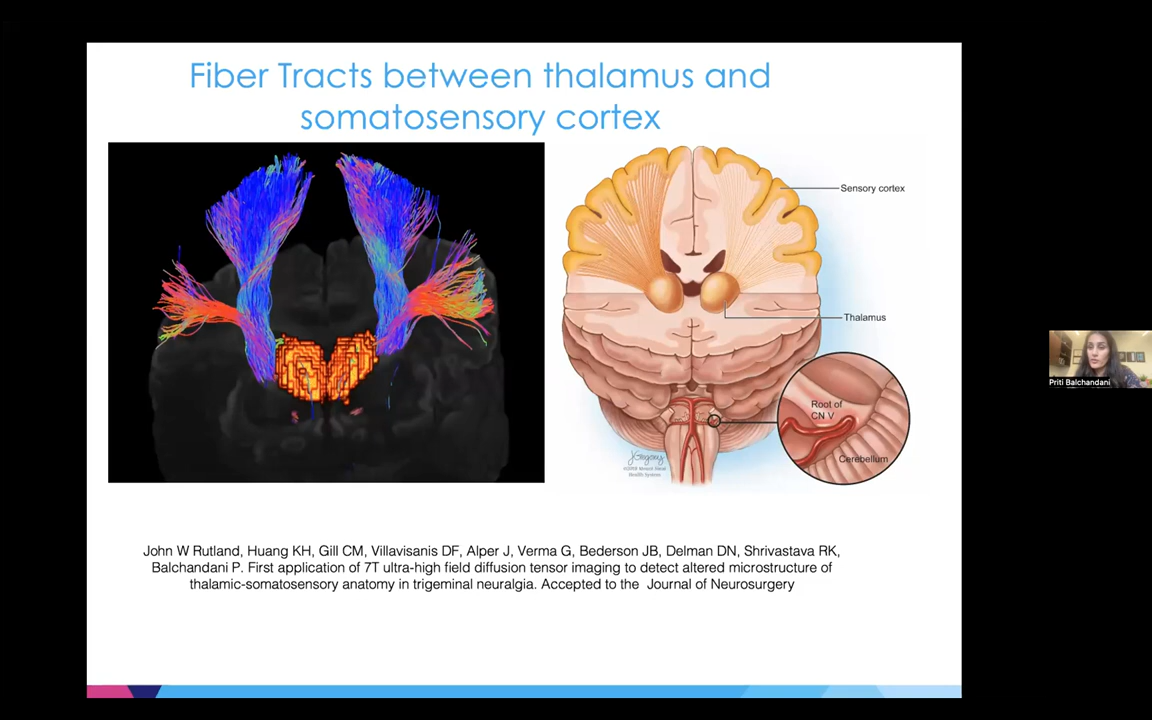 Fiber Tracts between thalamus and
somatosensory cortex
Sensory cortex
Thalamus
Root of
CN V
Cerebellum
Priti Balchandani
John W Rutland, Huang KH, Gill CM, Villavisanis DF, Alper J, Verma G, Bederson JB, Delman DN, Shrivastava RK,
Balchandani P. First application of 7T ultra-high field diffusion tensor imaging to detect altered microstructure of
thalamic-somatosensory anatomy in trigeminal neuralgia. Accepted to the Journal of Neurosurgery